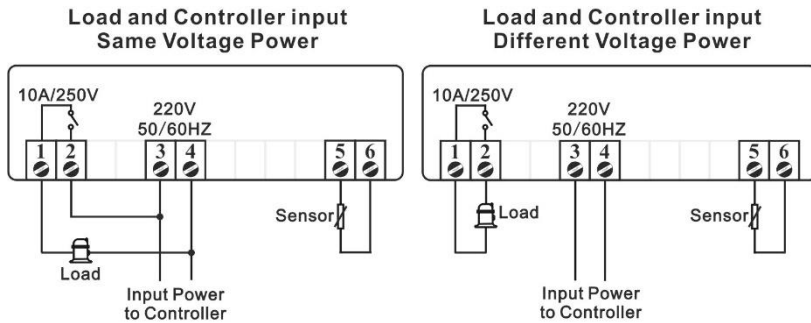 Load and Controller input
Same Voltage Power
10A/250V
220V
50/60HZ
1 2 3 4 5 6
Sensor
Load
Input Power
to Controller
Load and Controller input
Different Voltage Power
10A/250V
220V
50/60HZ
1 2 3 4 5 6
Load
Sensor
Input Power
to Controller